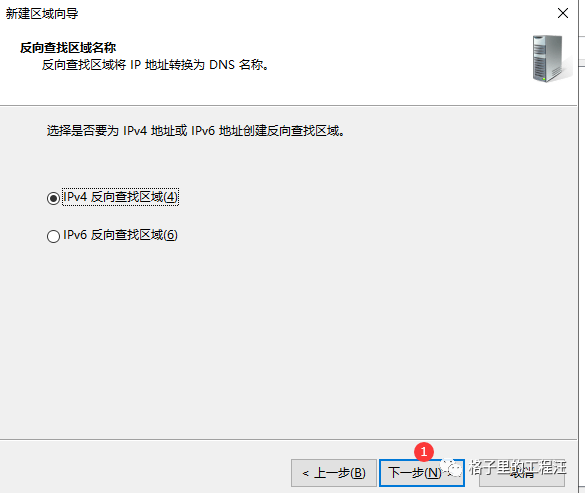 新建区域向导
反向查找区域名称
反向查找区域将 IP 地址转换为 DNS 名称。
选择是否要为 IPv4 地址或 IPv6 地址创建反向查找区域。
IPv4 反向查找区域(4)
IPv6 反向查找区域(6)
1
< 上一步(B) 下一步(N) > 取消
格子里的工程汪